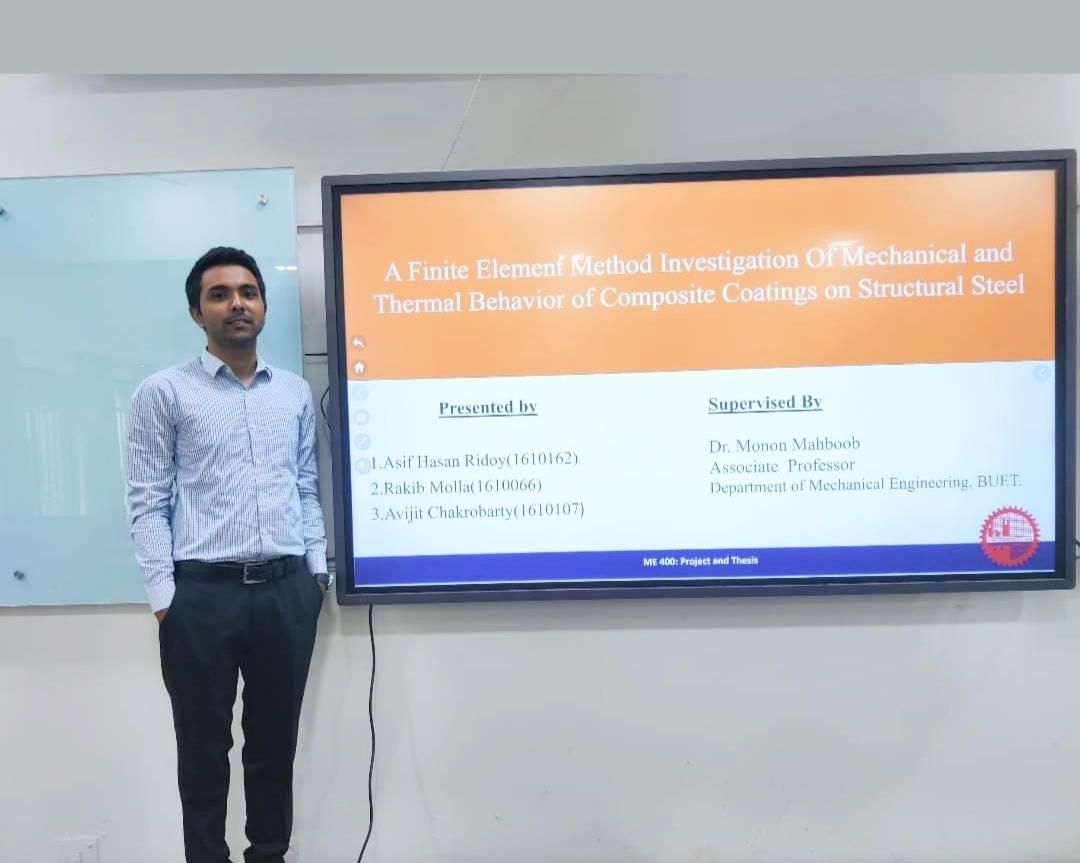 A Finite Element Method Investigation Of Mechanical and
Thermal Behavior of Composite Coatings on Structural Steel
Presented by
1.Asif Hasan Ridoy(1610162)
2.Rakib Molla(1610066)
3.Avijit Chakrobarty(1610107)
Supervised By
Dr. Monon Mahboob
Associate Professor
Department of Mechanical Engineering, BUET.
ME 400: Project and Thesis